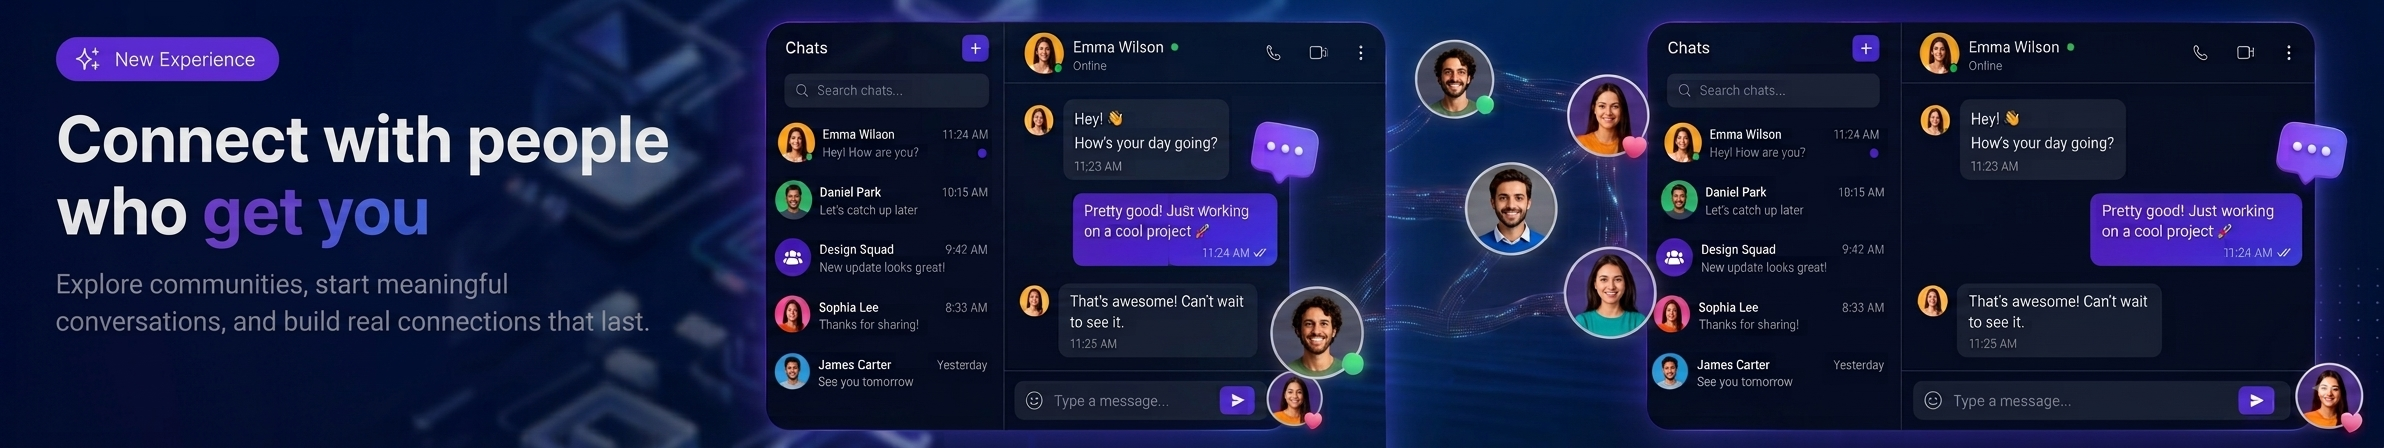 New Experience
Connect with people
who get you
Explore communities, start meaningful
conversations, and build real connections that last.
Chats
+
Search chats...
Emma Wilaon 11:24 AM
Hey! How are you?
Daniel Park 10:15 AM
Let's catch up later
Design Squad 9:42 AM
New update looks great!
Sophia Lee 8:33 AM
Thanks for sharing!
James Carter Yesterday
See you tomorrow
Emma Wilson
Online
Hey! 👋
How's your day going?
11:23 AM
Pretty good! Just working
on a cool project 🚀
11:24 AM
That's awesome! Can't wait
to see it.
11:25 AM
Type a message...
Chats
+
Search chats...
Emma Wilson 11:24 AM
Hey! How are you?
Daniel Park 10:15 AM
Let's catch up later
Design Squad 9:42 AM
New update looks great!
Sophia Lee 8:33 AM
Thanks for sharing!
James Carter Yesterday
See you tomorrow
Emma Wilson
Online
Hey! 👋
How's your day going?
11:23 AM
Pretty good! Just working
on a cool project 🚀
11:24 AM
That's awesome! Can't wait
to see it.
11:25 AM
Type a message...